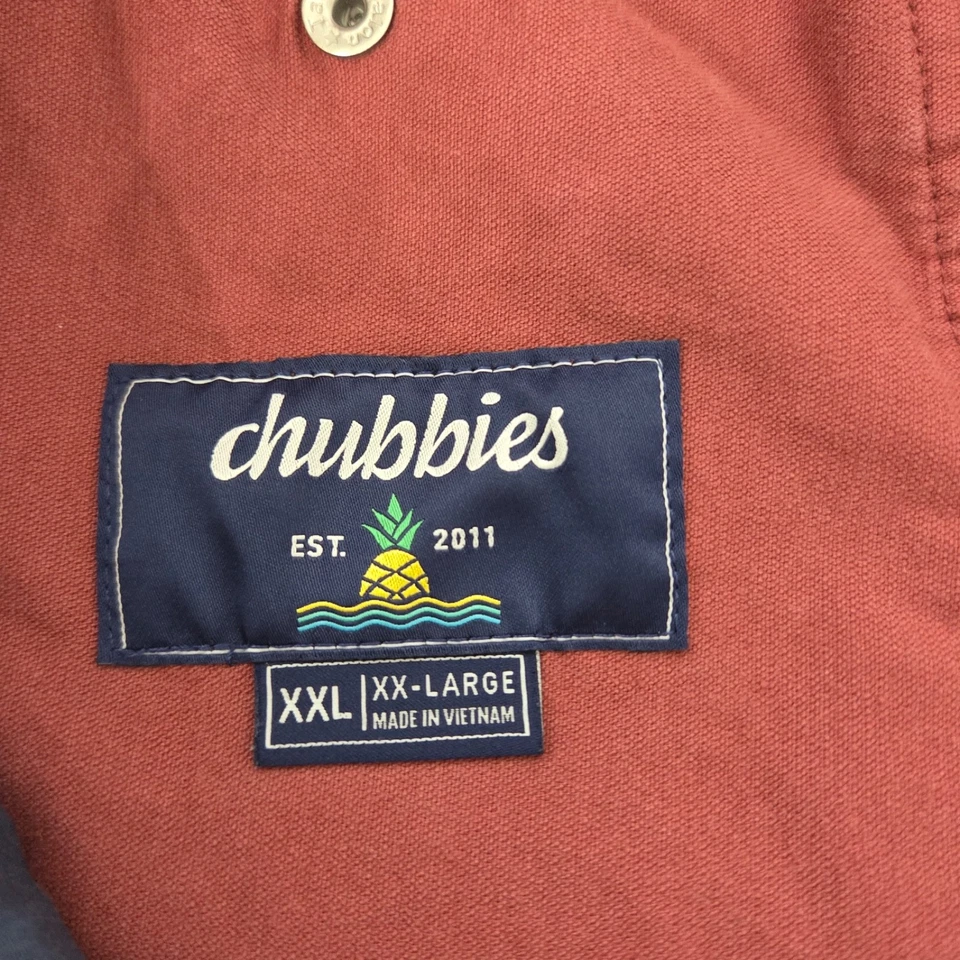 chubbies
EST. 2011
XXL
XX-LARGE
MADE IN VIETNAM